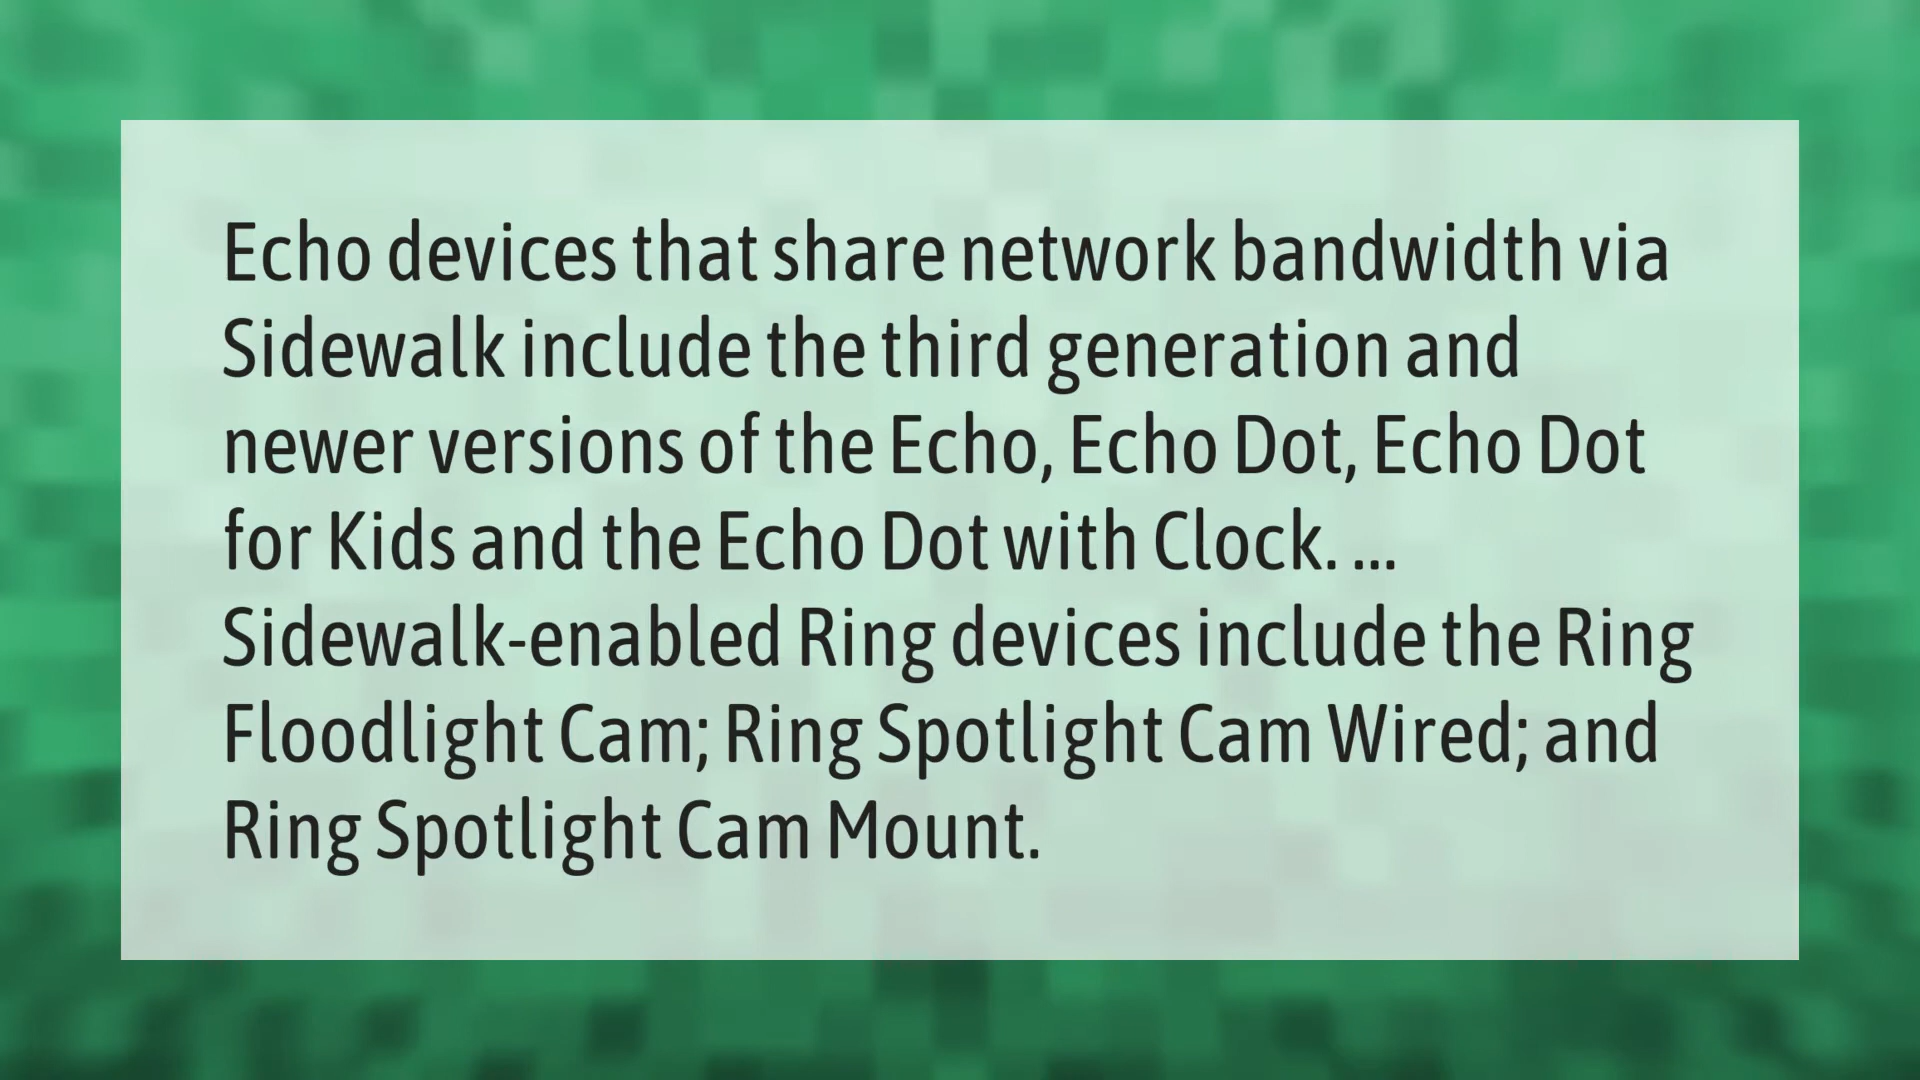 Echo devices that share network bandwidth via
Sidewalk include the third generation and
newer versions of the Echo, Echo Dot, Echo Dot
for Kids and the Echo Dot with Clock. ...
Sidewalk-enabled Ring devices include the Ring
Floodlight Cam; Ring Spotlight Cam Wired; and
Ring Spotlight Cam Mount.